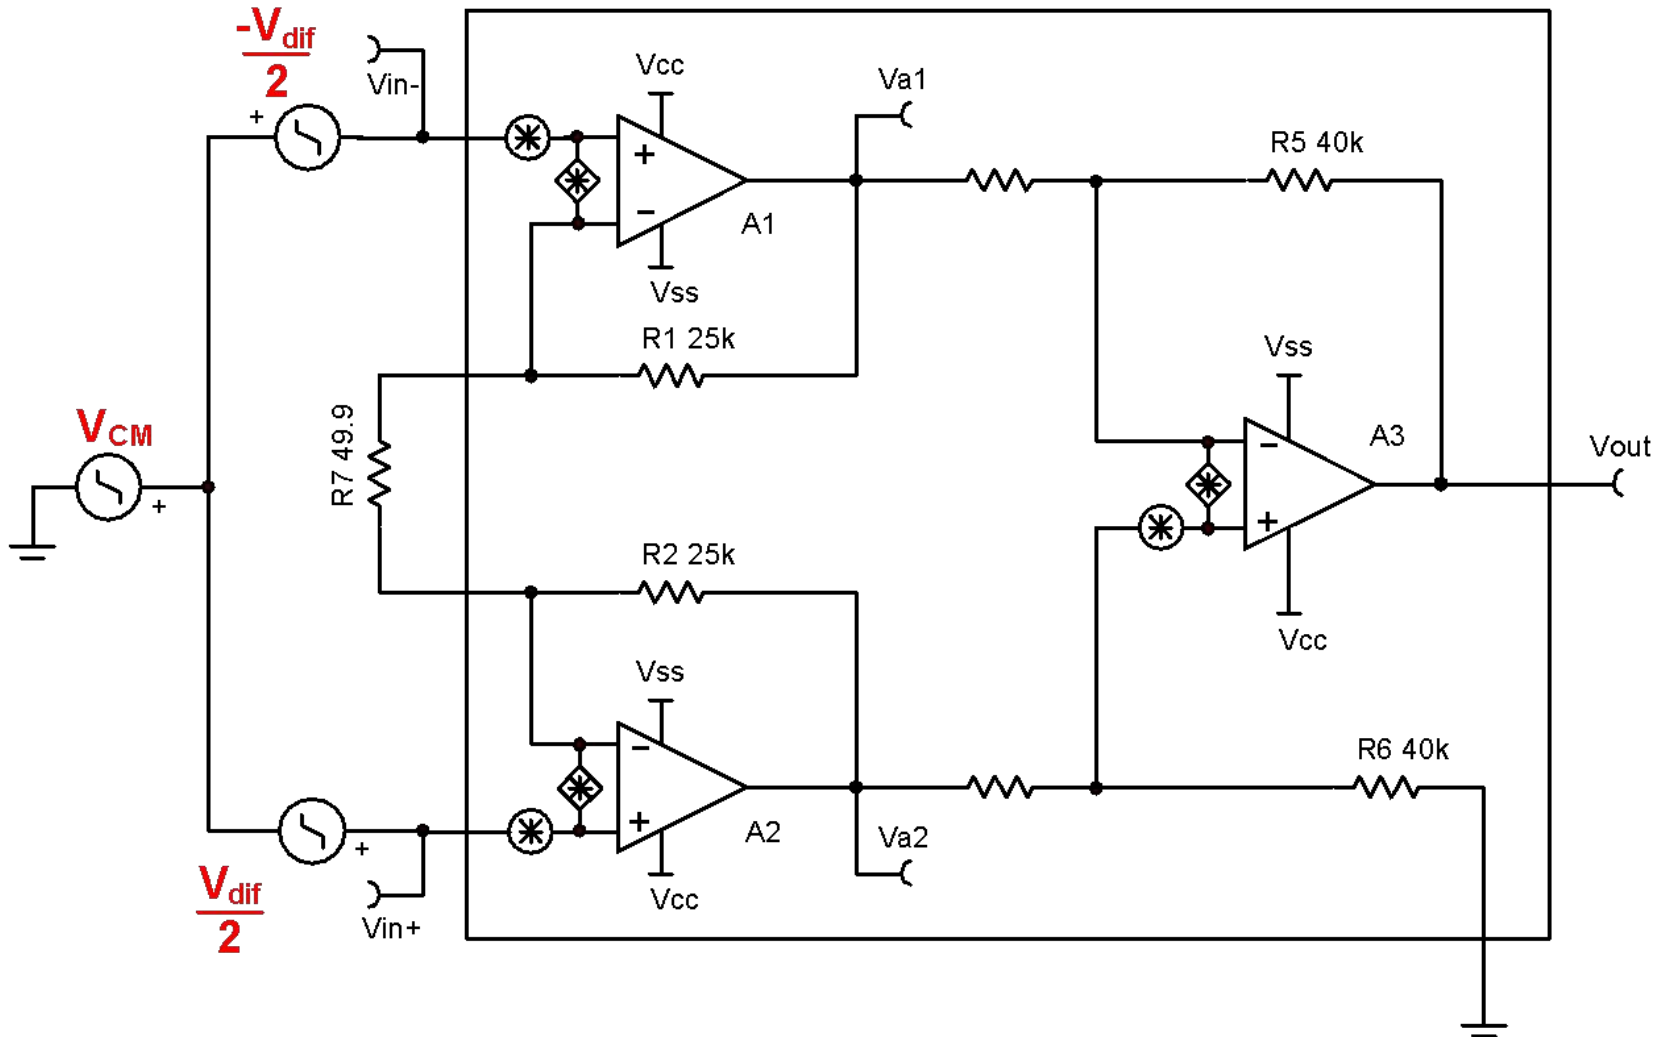 -Vdif
2
Vin-
Vcc
Va1
R5 40k
+
+
−
A1
Vss
R1 25k
VCM
+
R7 49.9
Vss
A3
−
+
Vout
Vcc
R2 25k
Vss
−
+
A2
Vcc
R6 40k
Va2
+
Vdif
2
Vin+